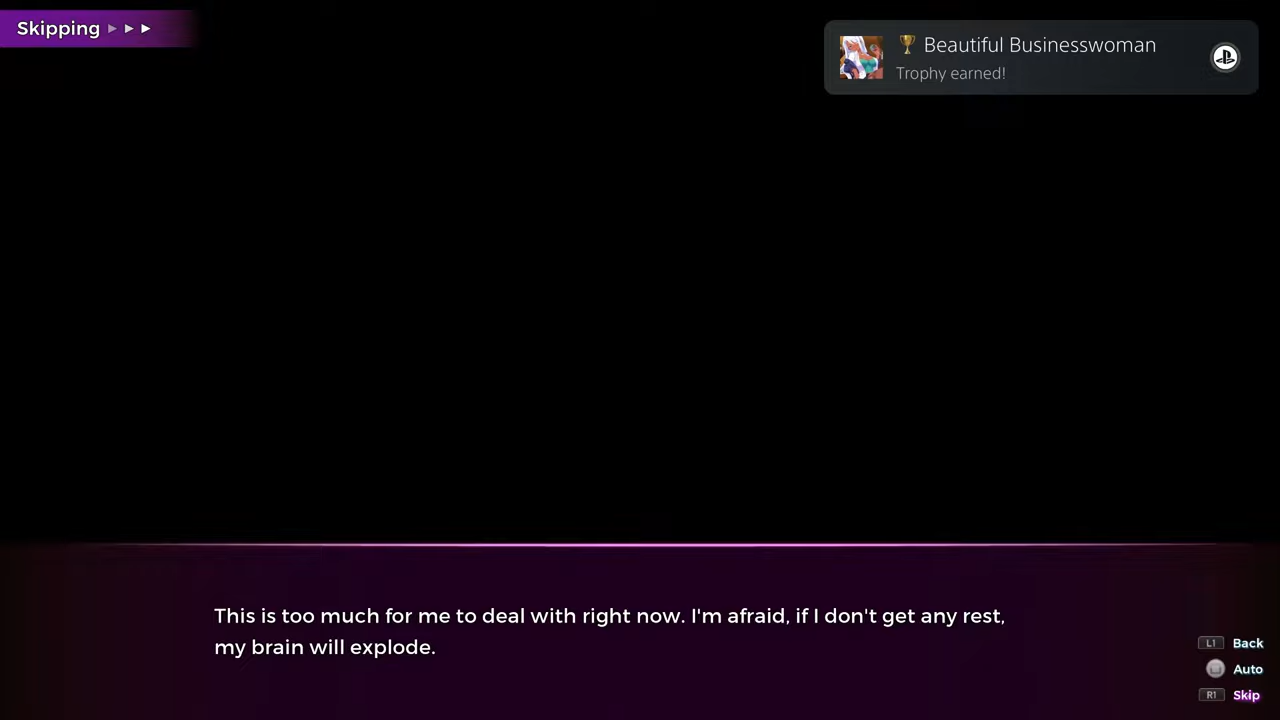 Skipping
Beautiful Businesswoman
Trophy earned!
This is too much for me to deal with right now. I'm afraid, if I don't get any rest,
my brain will explode.
L1 Back
Auto
R1 Skip